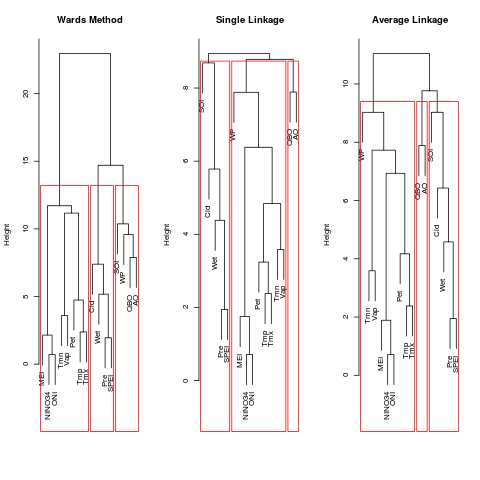 Wards Method
Height
0
5
10
15
20
MEI
NINO34
ONI
Tmn
Vap
Pet
Tmp
Tmx
Cld
Wet
Pre
SPEI
SOI
WP
QBO
AO
Single Linkage
Height
0
2
4
6
8
SOI
Cld
Wet
Pre
SPEI
WP
MEI
NINO34
ONI
Pet
Tmp
Tmx
Tmn
Vap
QBO
AO
Average Linkage
Height
0
2
4
6
8
10
WP
Tmn
Vap
MEI
NINO34
ONI
Pet
Tmp
Tmx
QBO
AO
SOI
Cld
Wet
Pre
SPEI